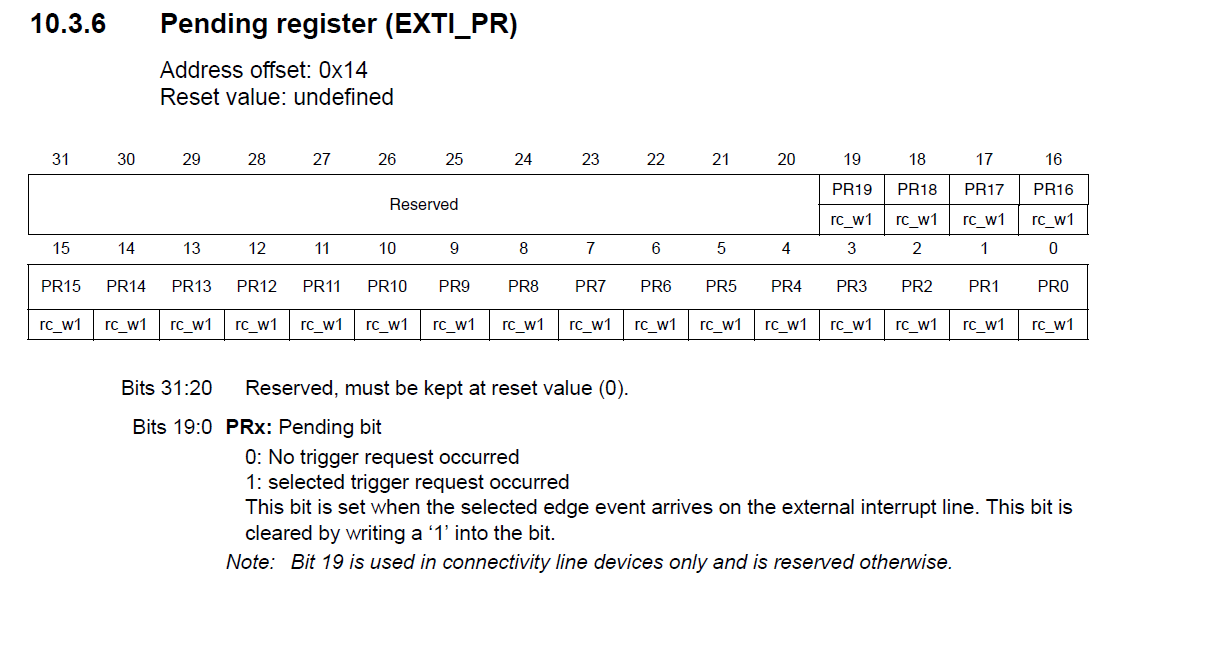 10.3.6 Pending register (EXTI_PR)
Address offset: 0x14
Reset value: undefined
31 30 29 28 27 26 25 24 23 22 21 20 19 18 17 16
Reserved PR19 PR18 PR17 PR16
rc_w1 rc_w1 rc_w1 rc_w1
15 14 13 12 11 10 9 8 7 6 5 4 3 2 1 0
PR15 PR14 PR13 PR12 PR11 PR10 PR9 PR8 PR7 PR6 PR5 PR4 PR3 PR2 PR1 PR0
rc_w1 rc_w1 rc_w1 rc_w1 rc_w1 rc_w1 rc_w1 rc_w1 rc_w1 rc_w1 rc_w1 rc_w1 rc_w1 rc_w1 rc_w1 rc_w1
Bits 31:20 Reserved, must be kept at reset value (0).
Bits 19:0 PRx: Pending bit
0: No trigger request occurred
1: selected trigger request occurred
This bit is set when the selected edge event arrives on the external interrupt line. This bit is
cleared by writing a ‘1’ into the bit.
Note: Bit 19 is used in connectivity line devices only and is reserved otherwise.